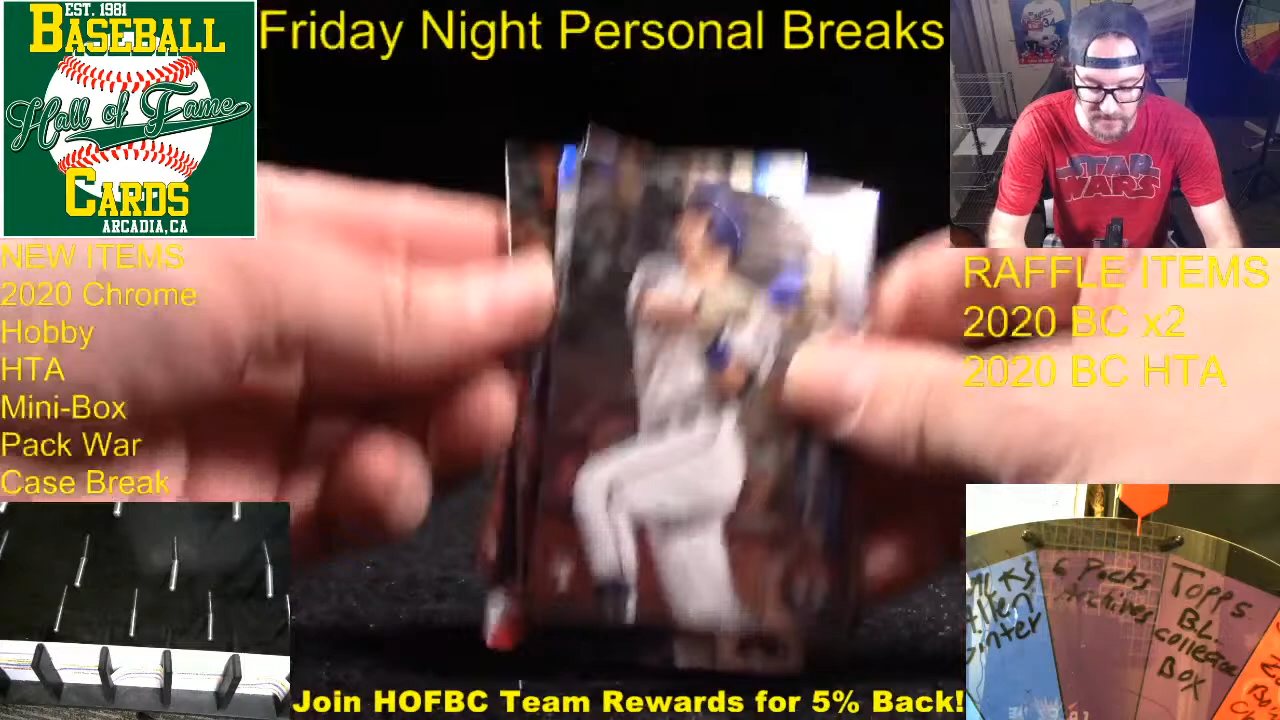 EST. 1981
BASEBALL
Hall of Fame
CARDS
ARCADIA, CA
Friday Night Personal Breaks
STAR
WARS
NEW ITEMS
2020 Chrome
Hobby
HTA
Mini-Box
Pack War
Case Break
RAFFLE ITEMS
2020 BC x2
2020 BC HTA
6 Packs
Archives
TOPPS
BL.
collection
BOX
Join HOFBC Team Rewards for 5% Back!